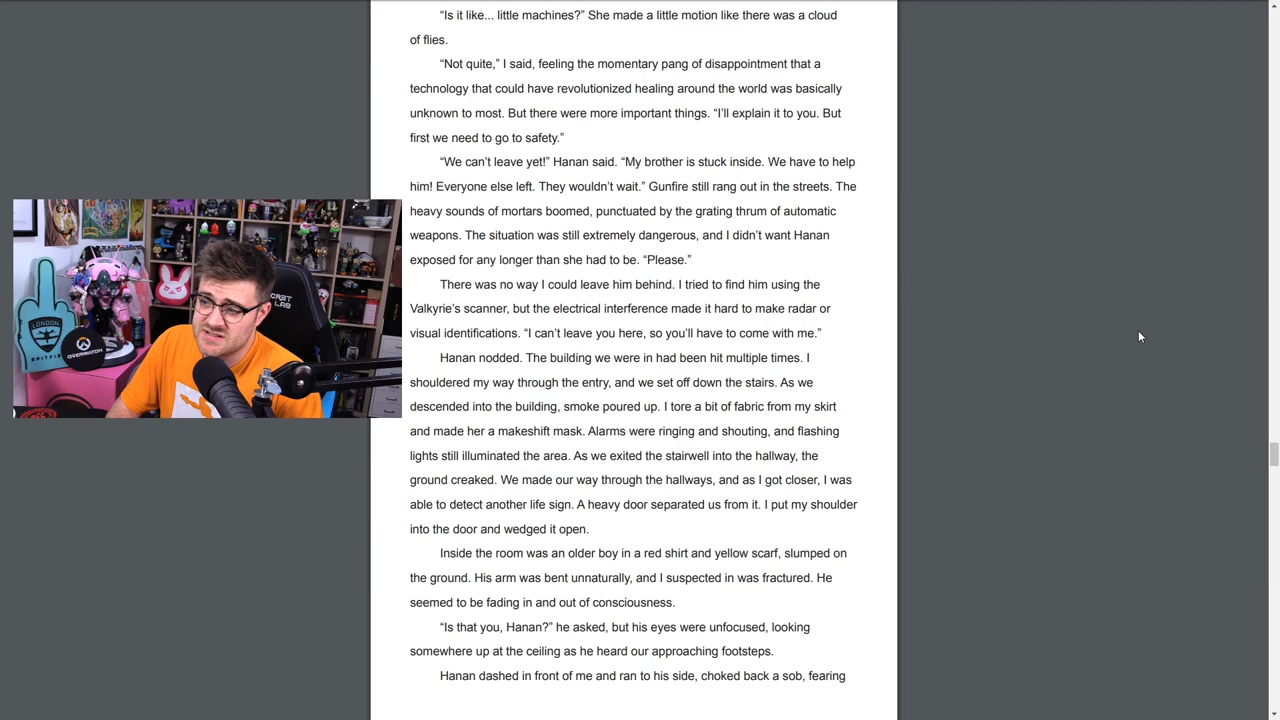 “Is it like... little machines?” She made a little motion like there was a cloud
of flies.
“Not quite,” I said, feeling the momentary pang of disappointment that a
technology that could have revolutionized healing around the world was basically
unknown to most. But there were more important things. “I’ll explain it to you. But
first we need to go to safety.”
“We can’t leave yet!” Hanan said. “My brother is stuck inside. We have to help
him! Everyone else left. They wouldn’t wait.” Gunfire still rang out in the streets. The
heavy sounds of mortars boomed, punctuated by the grating thrum of automatic
weapons. The situation was still extremely dangerous, and I didn’t want Hanan
exposed for any longer than she had to be. “Please.”
There was no way I could leave him behind. I tried to find him using the
Valkyrie’s scanner, but the electrical interference made it hard to make radar or
visual identifications. “I can’t leave you here, so you’ll have to come with me.”
Hanan nodded. The building we were in had been hit multiple times. I
shouldered my way through the entry, and we set off down the stairs. As we
descended into the building, smoke poured up. I tore a bit of fabric from my skirt
and made her a makeshift mask. Alarms were ringing and shouting, and flashing
lights still illuminated the area. As we exited the stairwell into the hallway, the
ground creaked. We made our way through the hallways, and as I got closer, I was
able to detect another life sign. A heavy door separated us from it. I put my shoulder
into the door and wedged it open.
Inside the room was an older boy in a red shirt and yellow scarf, slumped on
the ground. His arm was bent unnaturally, and I suspected in was fractured. He
seemed to be fading in and out of consciousness.
“Is that you, Hanan?” he asked, but his eyes were unfocused, looking
somewhere up at the ceiling as he heard our approaching footsteps.
Hanan dashed in front of me and ran to his side, choked back a sob, fearing
LONDON
SPITFIRE
OVERWATCH
LAB